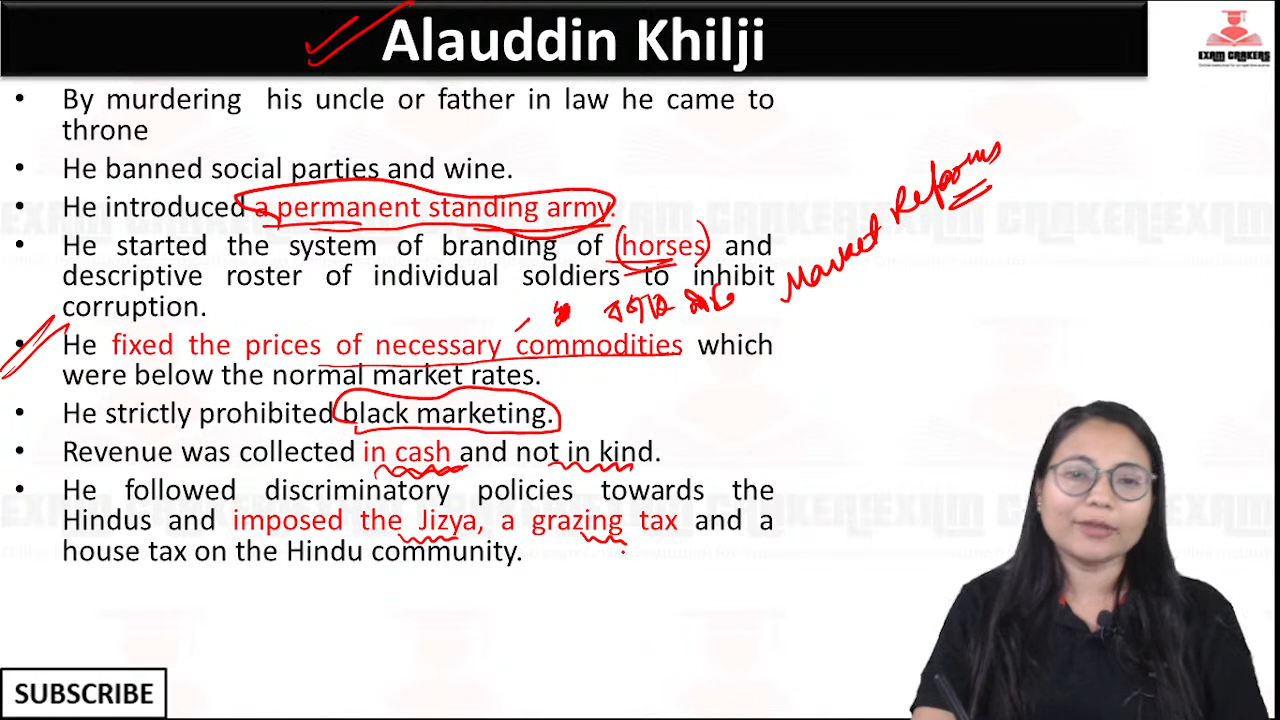 Alauddin Khilji
EXAM CRAKERS
• By murdering his uncle or father in law he came to
throne
• He banned social parties and wine.
• He introduced a permanent standing army.
• He started the system of branding of horses and
descriptive roster of individual soldiers to inhibit
corruption.
Market Reforms
• He fixed the prices of necessary commodities which
were below the normal market rates.
• He strictly prohibited black marketing.
• Revenue was collected in cash and not in kind.
• He followed discriminatory policies towards the
Hindus and imposed the Jizya, a grazing tax and a
house tax on the Hindu community.
SUBSCRIBE